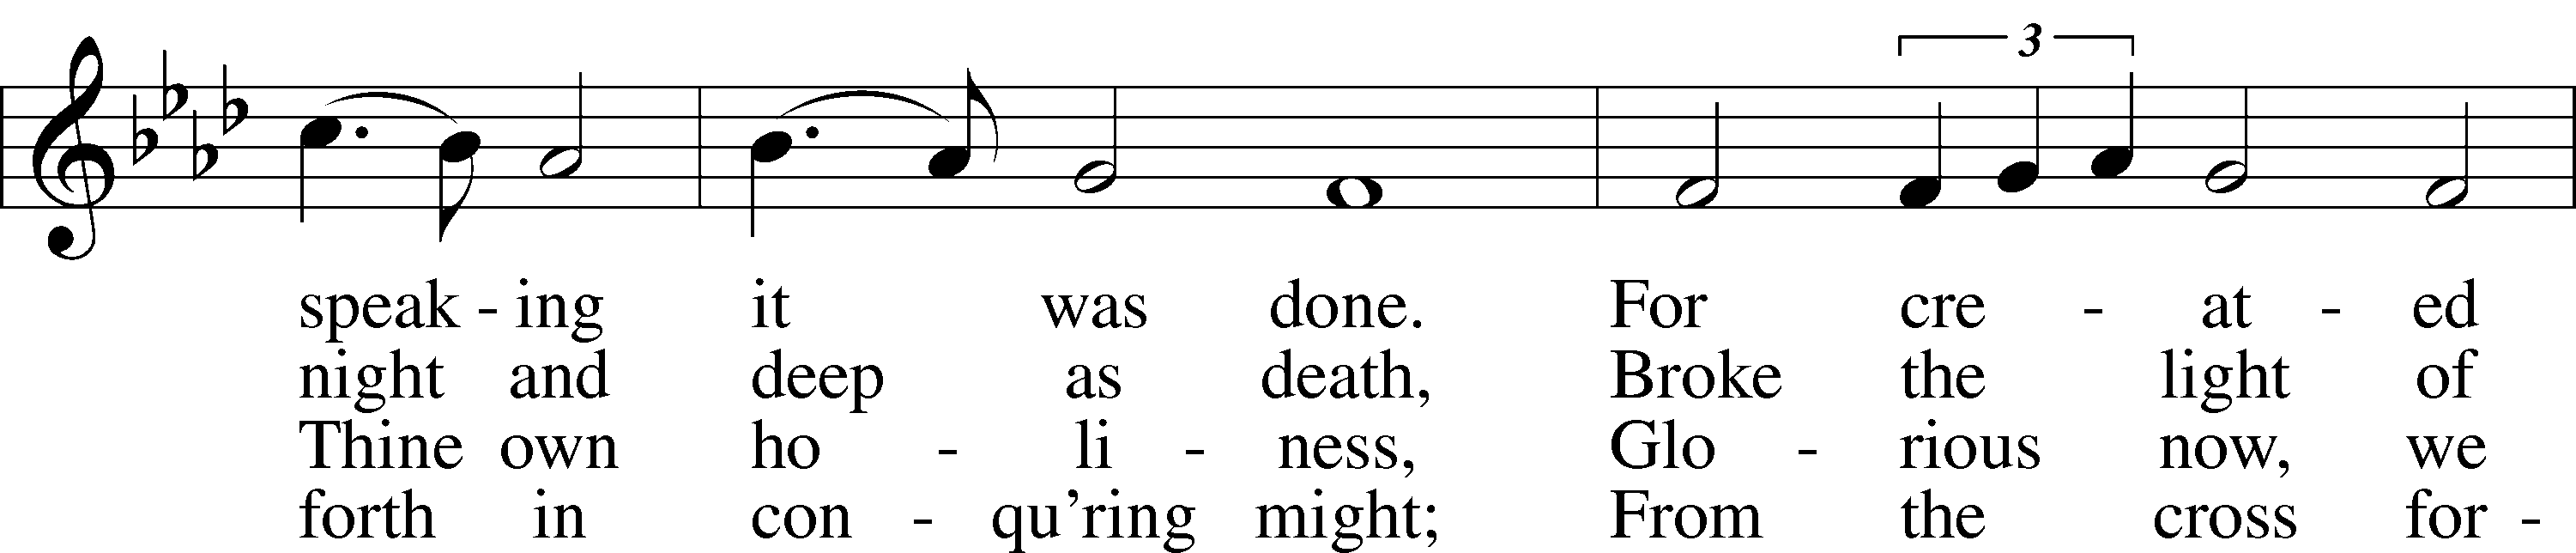 3
speak - ing it was done. For cre - at - ed
night and deep as death, Broke the light of
Thine own ho - li - ness, Glo - rious now, we
forth in con - qu’ring might; From the cross for -